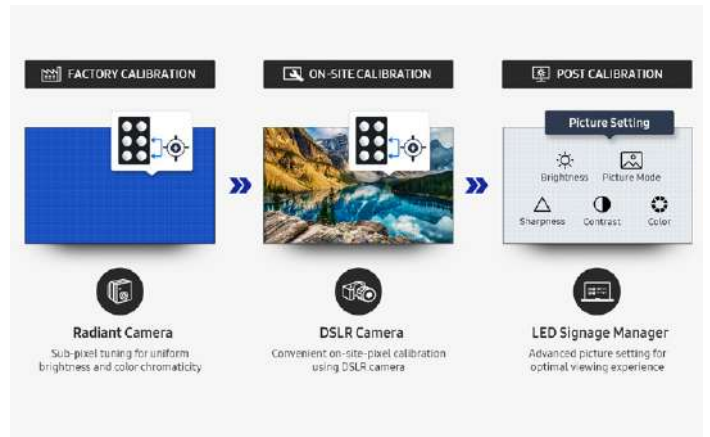 FACTORY CALIBRATION
ON-SITE CALIBRATION
POST CALIBRATION
Picture Setting
Brightness
Picture Mode
Sharpness
Contrast
Color
Radiant Camera
Sub-pixel tuning for uniform
brightness and color chromaticity
DSLR Camera
Convenient on-site-pixel calibration
using DSLR camera
LED Signage Manager
Advanced picture setting for
optimal viewing experience